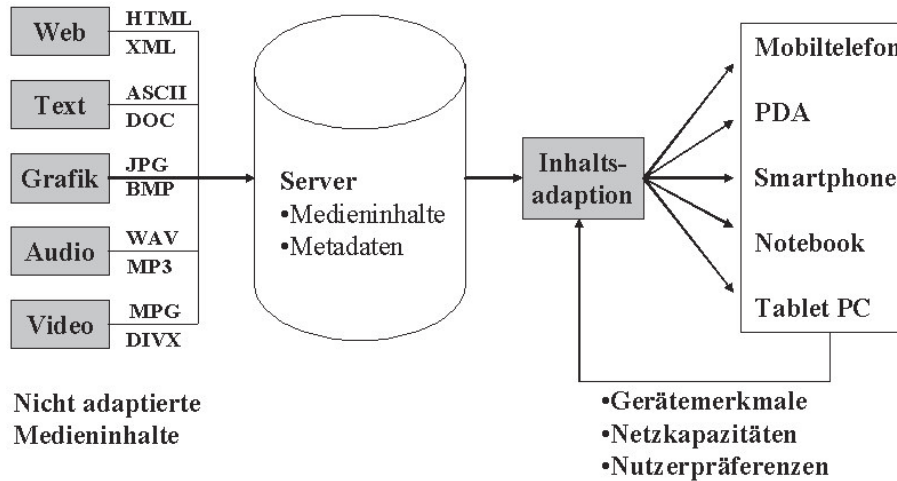 Web
HTML
XML
Text
ASCII
DOC
Grafik
JPG
BMP
Audio
WAV
MP3
Video
MPG
DIVX
Nicht adaptierte
Medieninhalte
Server
•Medieninhalte
•Metadaten
Inhalts-
adaption
Mobiltelefon
PDA
Smartphone
Notebook
Tablet PC
•Gerätemerkmale
•Netzkapazitäten
•Nutzerpräferenzen